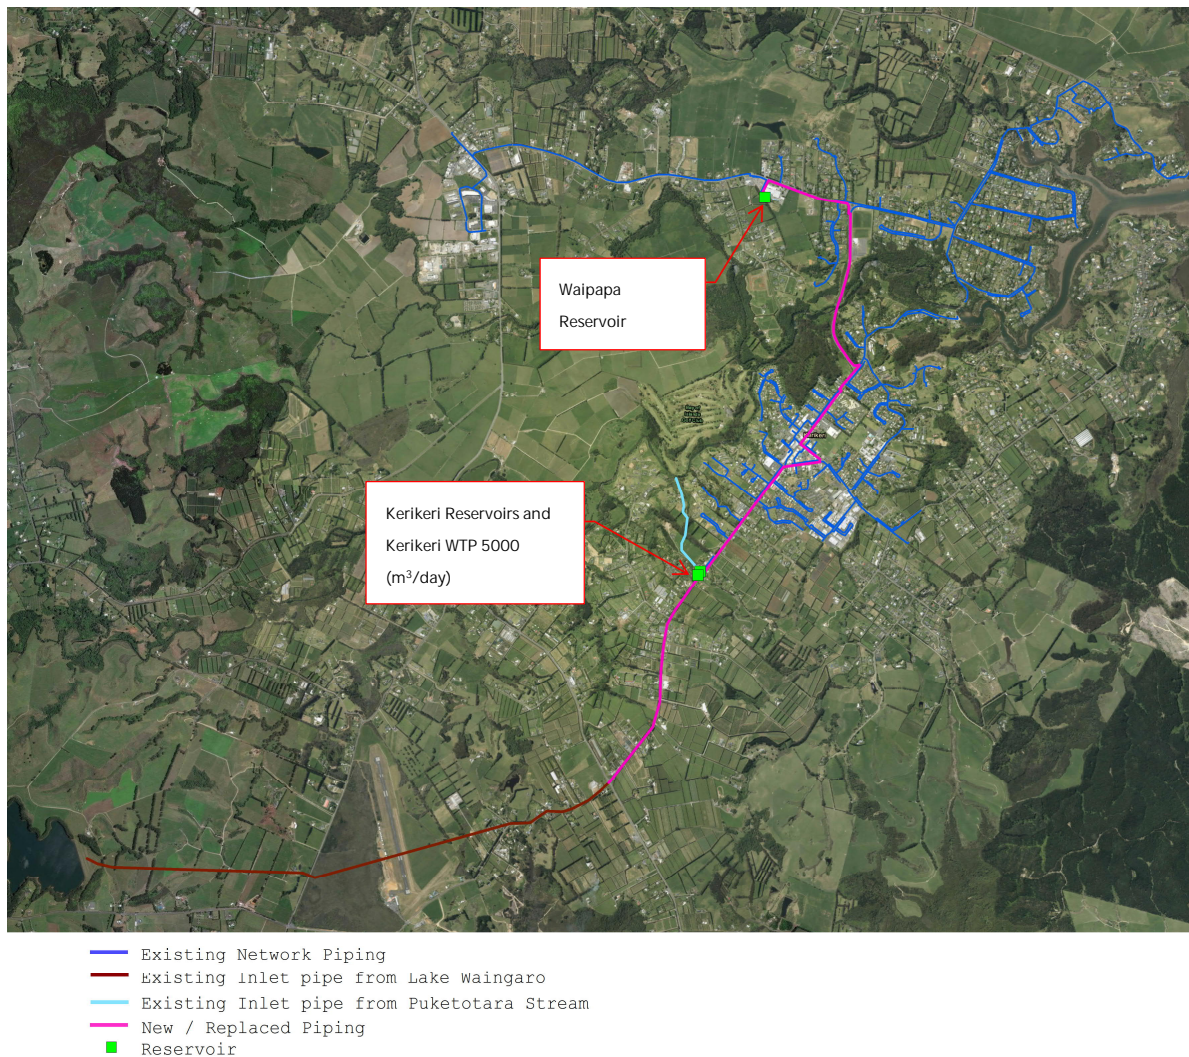 Waipapa
Reservoir
Kerikeri Reservoirs and
Kerikeri WTP 5000
(m³/day)
Existing Network Piping
Existing Inlet pipe from Lake Waingaro
Existing Inlet pipe from Puketotara Stream
New / Replaced Piping
Reservoir